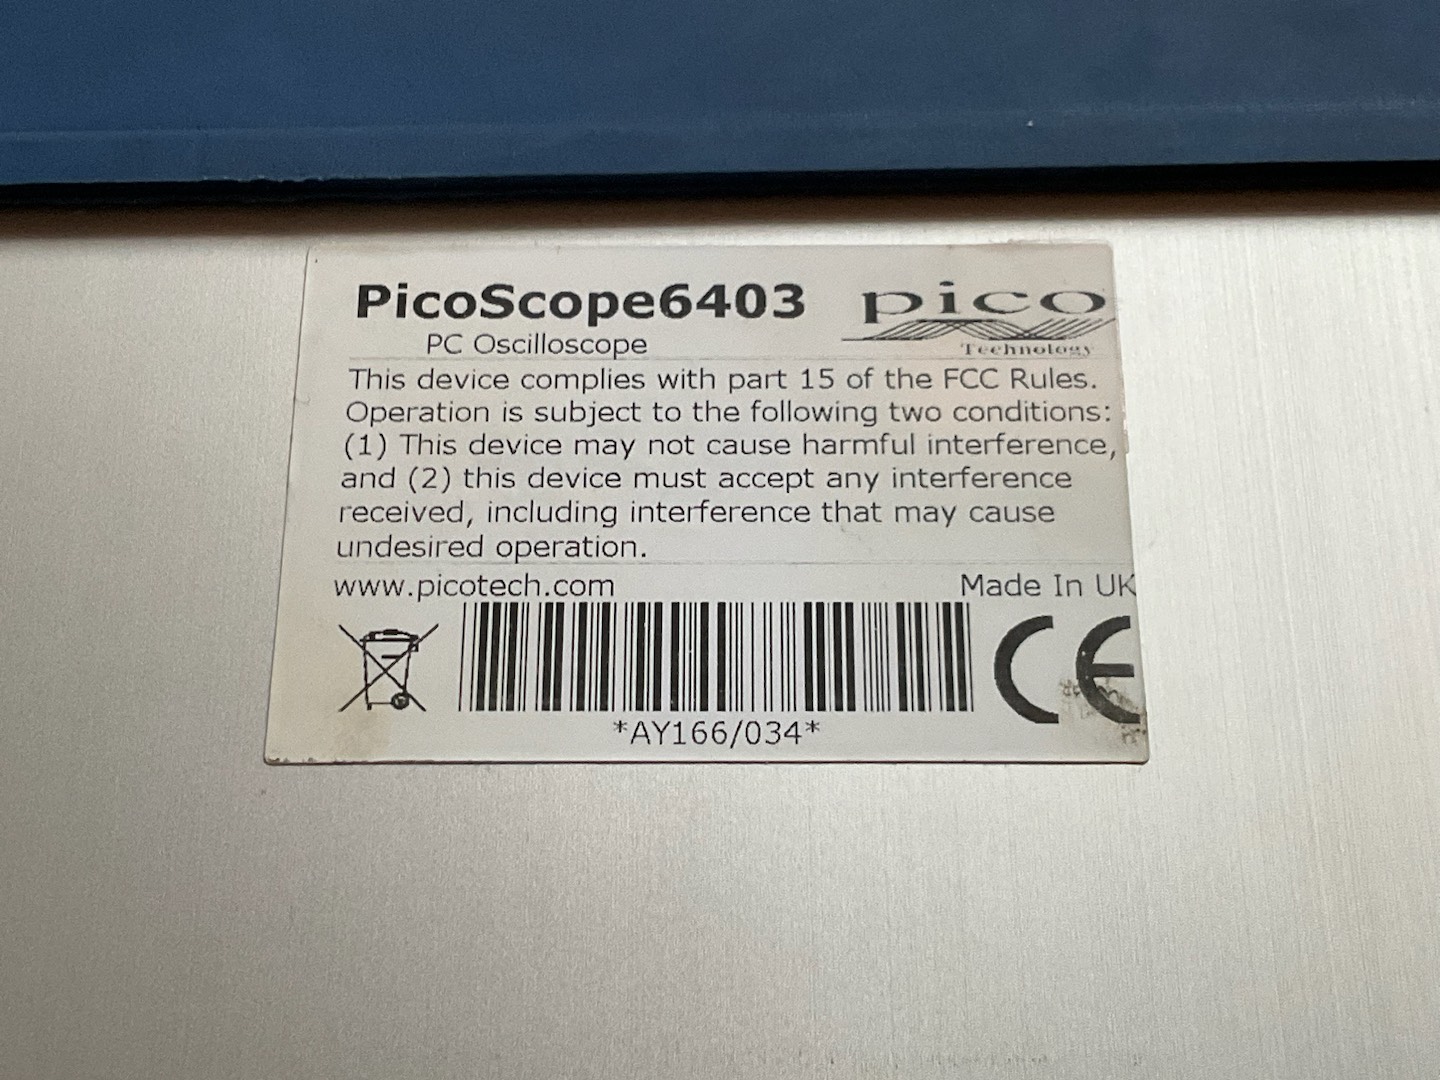 PicoScope6403
pico
Technology
PC Oscilloscope
This device complies with part 15 of the FCC Rules.
Operation is subject to the following two conditions:
(1) This device may not cause harmful interference,
and (2) this device must accept any interference
received, including interference that may cause
undesired operation.
www.picotech.com Made In UK
CE
*AY166/034*